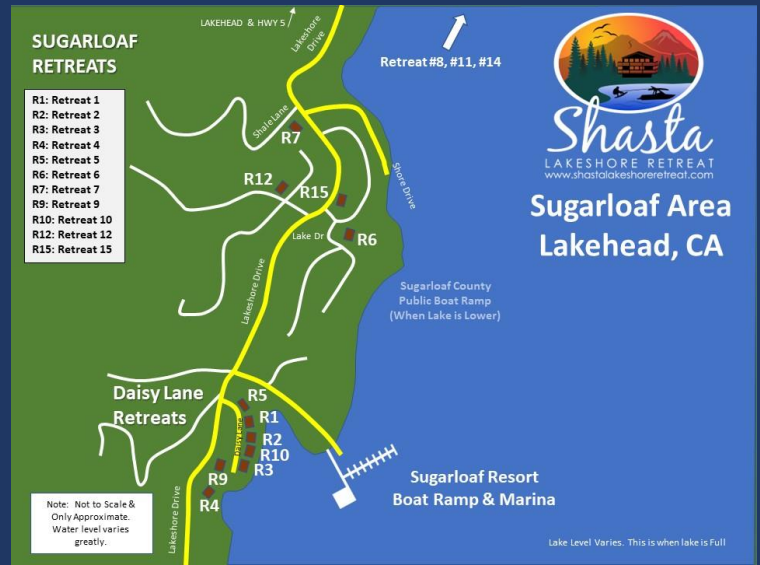 LAKEHEAD & HWY 5
Lakeshore
Drive
SUGARLOAF
RETREATS
R1: Retreat 1
R2: Retreat 2
R3: Retreat 3
R4: Retreat 4
R5: Retreat 5
R6: Retreat 6
R7: Retreat 7
R9: Retreat 9
R10: Retreat 10
R12: Retreat 12
R15: Retreat 15
Retreat #8, #11, #14
Shasta
LAKESHORE RETREAT
www.shastalakeshoreretreat.com
Sugarloaf Area
Lakehead, CA
Shale Lane
R7
Shore Drive
R12
R15
Lake Dr
R6
Lakeshore Drive
Sugarloaf County
Public Boat Ramp
(When Lake is Lower)
Daisy Lane
Retreats
R5
R1
R2
R10
R3
Daisy Lane
R9
R4
Lakeshore Drive
Sugarloaf Resort
Boat Ramp & Marina
Note: Not to Scale &
Only Approximate.
Water level varies
greatly.
Lake Level Varies. This is when lake is Full